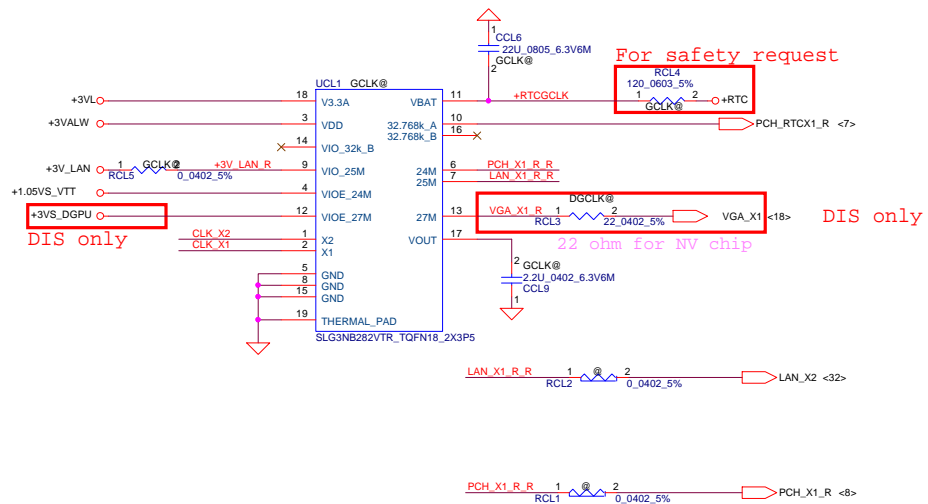 1
CCL6
22U_0805_6.3V6M
GCLK@
2
For safety request
RCL4
120_0603_5%
1 2 +RTC
GCLK@
UCL1 GCLK@
+3VL 18 V3.3A
VBAT 11 +RTCGCLK
+3VALW 3 VDD
32.768k_A 10 PCH_RTCX1_R <7>
32.768k_B 16
14 VIO_32k_B
+3V_LAN 1 GCLK@ 2 +3V_LAN_R 9 VIO_25M
RCL5 0_0402_5%
24M 6 PCH_X1_R_R
25M 7 LAN_X1_R_R
+1.05VS_VTT 4 VIOE_24M
+3VS_DGPU 12 VIOE_27M
DIS only
DGCLK@
27M 13 VGA_X1_R 1 2 VGA_X1 <18>
RCL3 22_0402_5%
DIS only
22 ohm for NV chip
CLK_X2 1 X2
CLK_X1 2 X1
VOUT 17
2 GCLK@
2.2U_0402_6.3V6M
CCL9
1
5 GND
8 GND
15 GND
19 THERMAL_PAD
SLG3NB282VTR_TQFN18_2X3P5
LAN_X1_R_R 1 @ 2 LAN_X2 <32>
RCL2 0_0402_5%
PCH_X1_R_R 1 @ 2 PCH_X1_R <8>
RCL1 0_0402_5%